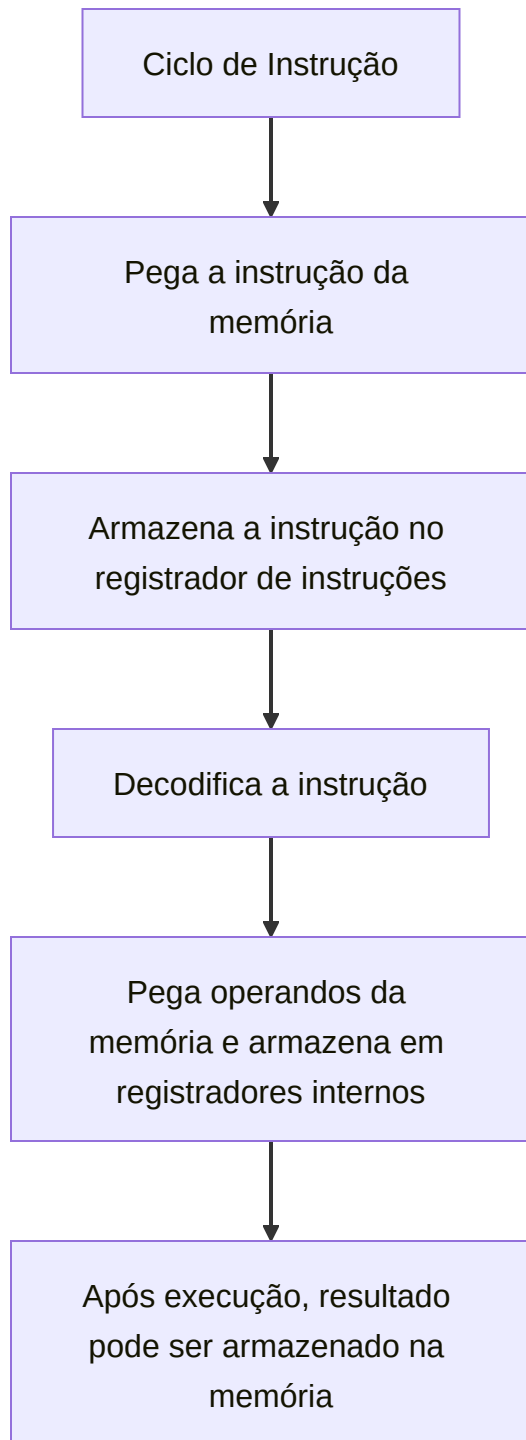 Ciclo de Instrução
Pega a instrução da
memória
Armazena a instrução no
registrador de instruções
Decodifica a instrução
Pega operandos da
memória e armazena em
registradores internos
Após execução, resultado
pode ser armazenado na
memória